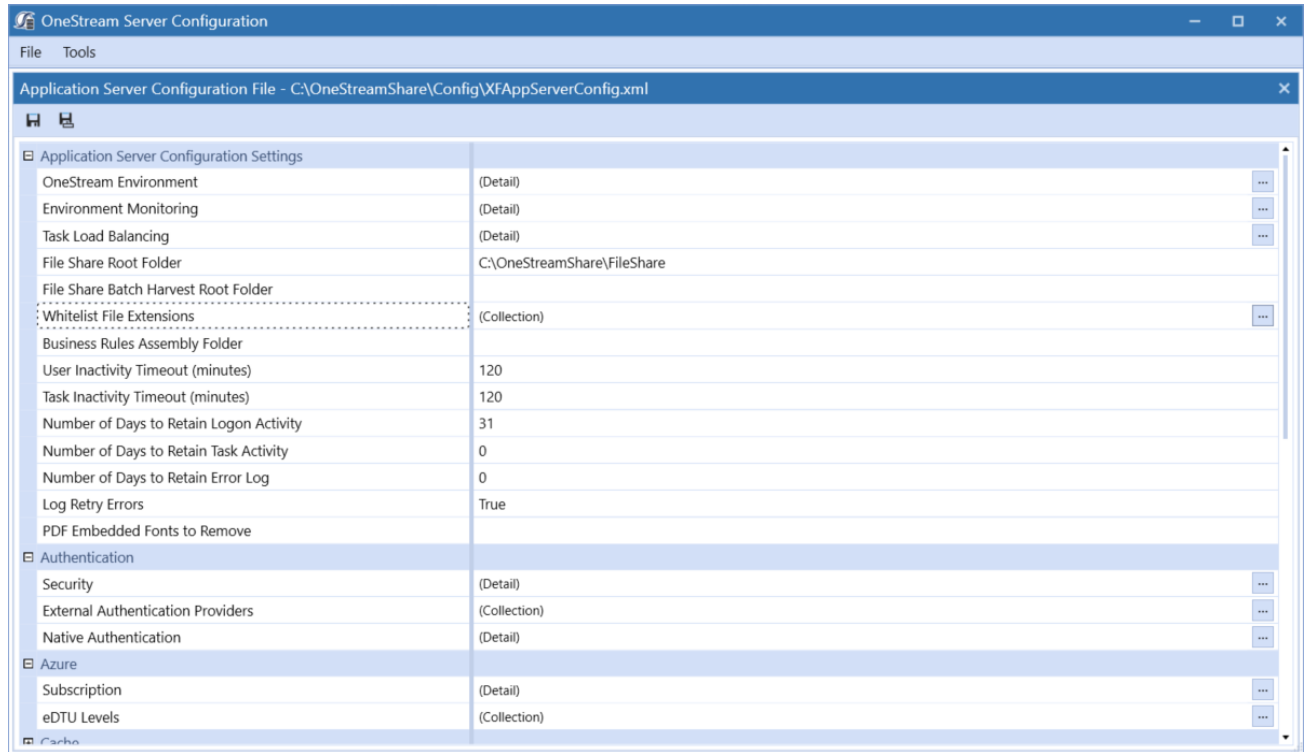 OneStream Server Configuration
File Tools
Application Server Configuration File - C:\OneStreamShare\Config\XFAppServerConfig.xml
Application Server Configuration Settings
OneStream Environment (Detail) ...
Environment Monitoring (Detail) ...
Task Load Balancing (Detail) ...
File Share Root Folder C:\OneStreamShare\FileShare
File Share Batch Harvest Root Folder
Whitelist File Extensions (Collection) ...
Business Rules Assembly Folder
User Inactivity Timeout (minutes) 120
Task Inactivity Timeout (minutes) 120
Number of Days to Retain Logon Activity 31
Number of Days to Retain Task Activity 0
Number of Days to Retain Error Log 0
Log Retry Errors True
PDF Embedded Fonts to Remove
Authentication
Security (Detail) ...
External Authentication Providers (Collection) ...
Native Authentication (Detail) ...
Azure
Subscription (Detail) ...
eDTU Levels (Collection) ...
Cache